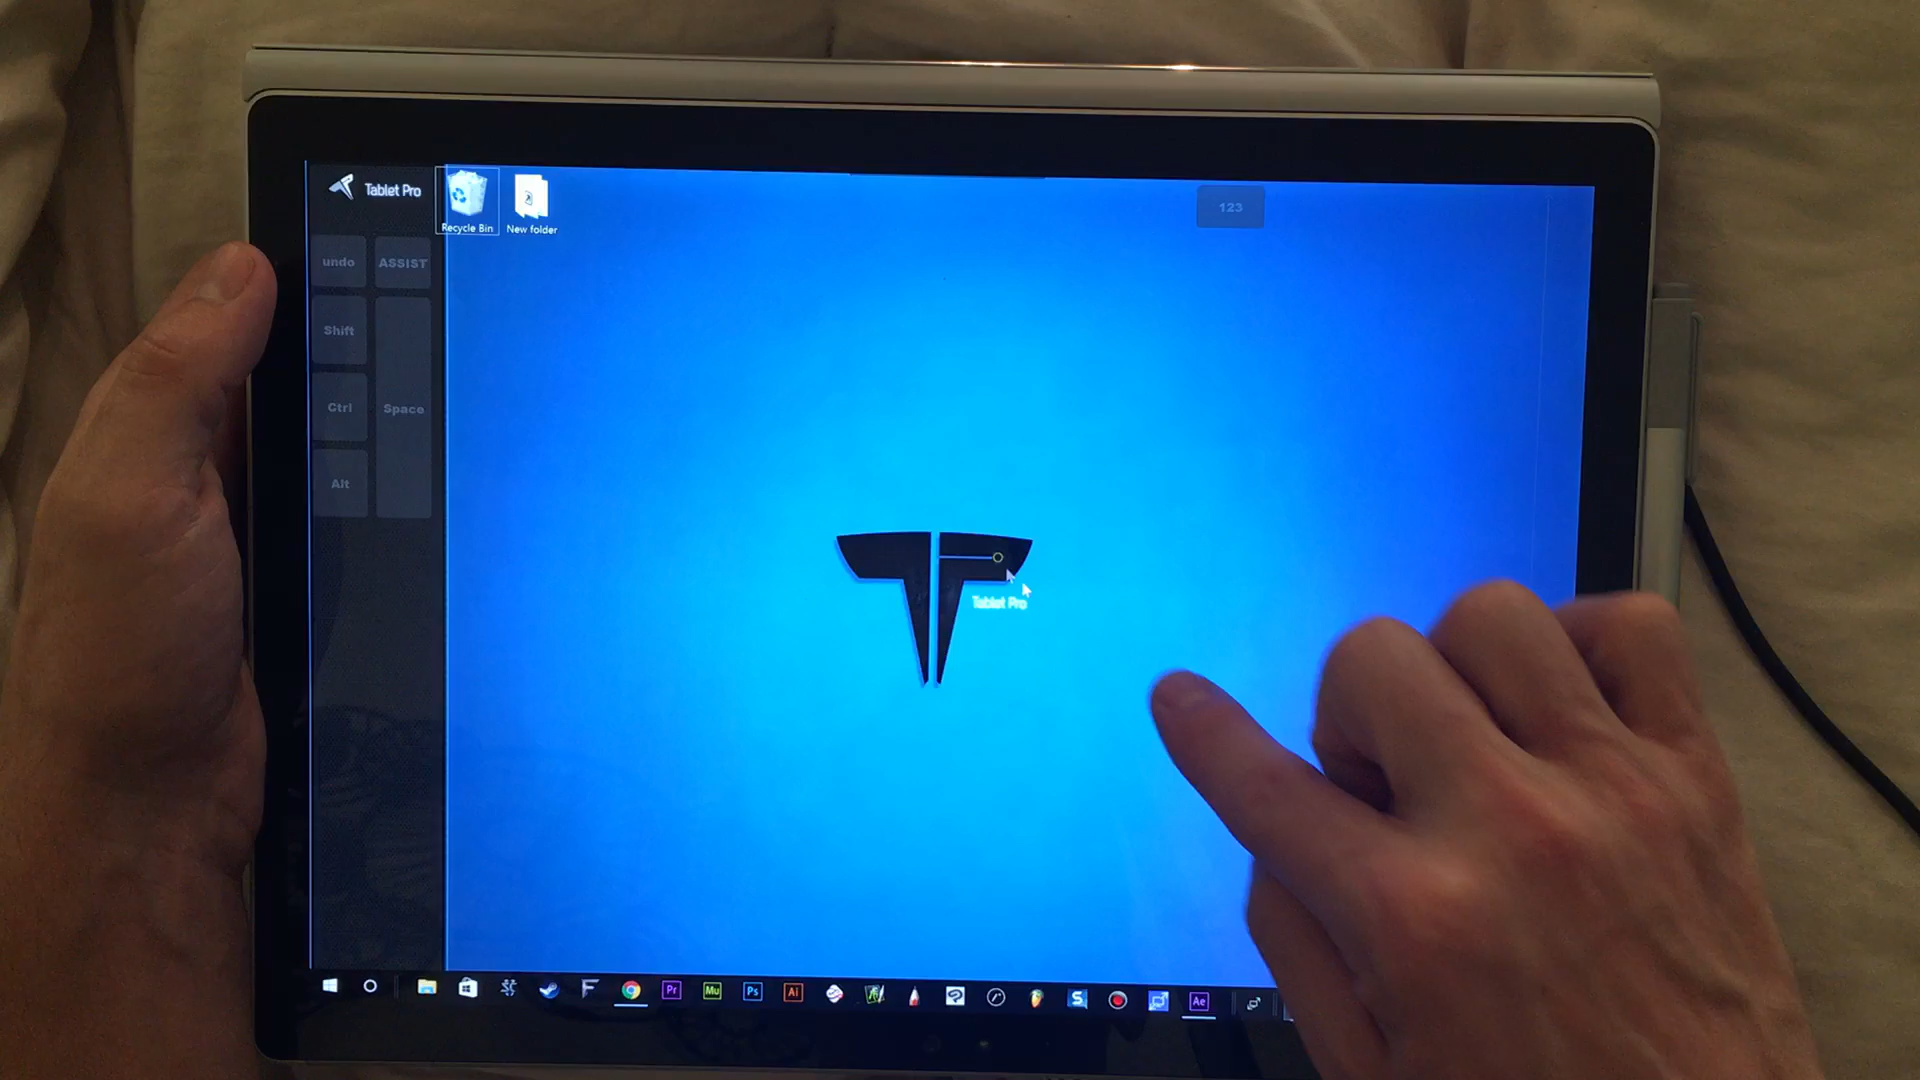 Tablet Pro
Recycle Bin
New folder
123
undo
ASSIST
Shift
Ctrl
Space
Alt
Tablet Pro
Pr
Mu
Ps
Ai
S
Ae